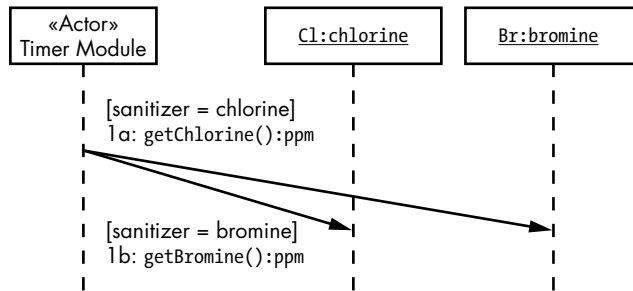 «Actor»
Timer Module
Cl:chlorine
Br:bromine
[sanitizer = chlorine]
1a: getChlorine():ppm
[sanitizer = bromine]
1b: getBromine():ppm